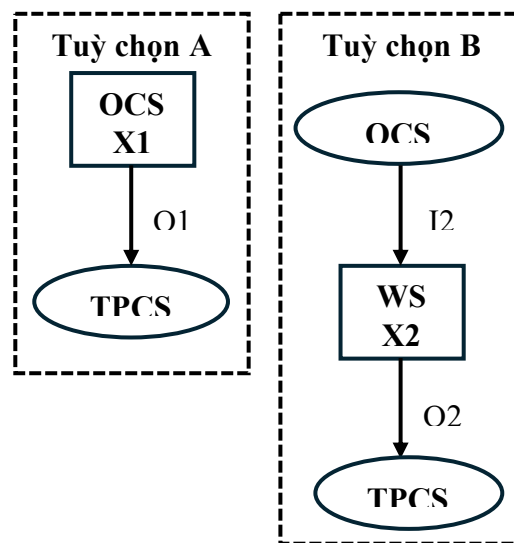 Tuỳ chọn A
OCS
X1
O1
TPCS
Tuỳ chọn B
OCS
I2
WS
X2
O2
TPCS